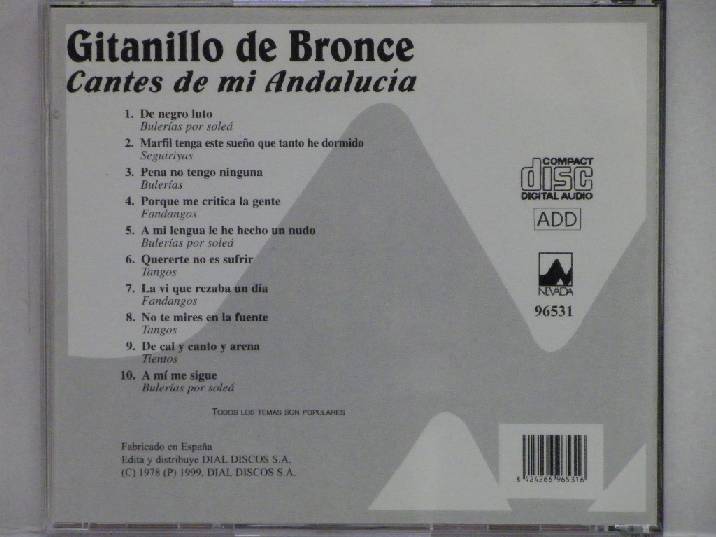 Gitanillo de Bronce
Cantes de mi Andalucía
1. De negro luto
Bulerías por soleá
2. Marfil tenga este sueño que tanto he dormido
Seguiriyas
3. Pena no tengo ninguna
Bulerías
4. Porque me critica la gente
Fandangos
5. A mi lengua le he hecho un nudo
Bulerías por soleá
6. Quererte no es sufrir
Tangos
7. La vi que rezaba un día
Fandangos
8. No te mires en la fuente
Tangos
9. De cal y canto y arena
Tientos
10. A mí me sigue
Bulerías por soleá
TODOS LOS TEMAS SON POPULARES
COMPACT
disc
DIGITAL AUDIO
ADD
NEVADA
96531
Fabricado en España
Edita y distribuye DIAL DISCOS S.A.
(C) 1978 (P) 1999, DIAL DISCOS S.A.
8 424285 965316